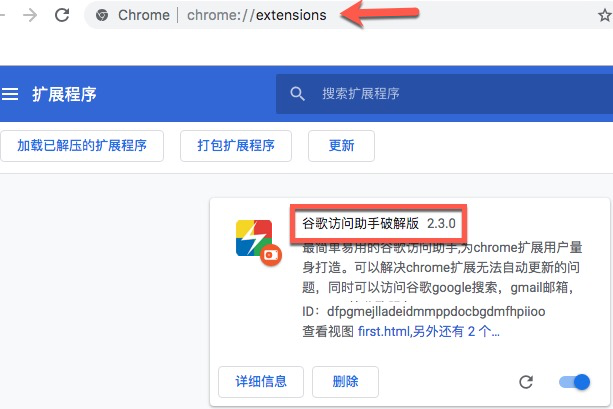 Chrome | chrome://extensions
扩展程序
搜索扩展程序
加载已解压的扩展程序 打包扩展程序 更新
谷歌访问助手破解版 2.3.0
最简单易用的谷歌访问助手,为chrome扩展用户量
身打造。可以解决chrome扩展无法自动更新的问
题，同时可以访问谷歌google搜索，gmail邮箱，
ID：dfpgmejlladeidmmppdocbgdmfhpiioo
查看视图 first.html,另外还有 2 个…
详细信息 删除